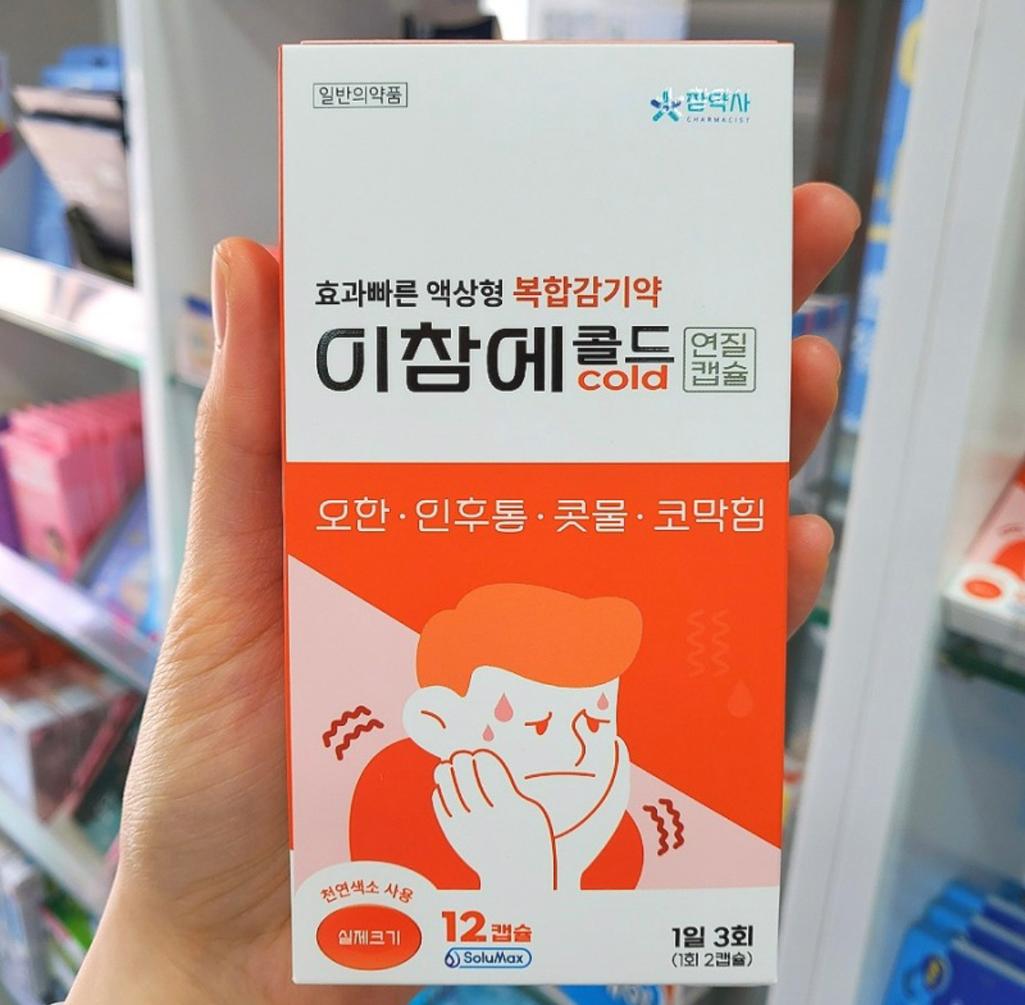 일반의약품
참약사
CHARMACIST
효과빠른 액상형 복합감기약
이참에 콜드 cold 연질캡슐
오한·인후통·콧물·코막힘
천연색소 사용
실제크기
12캡슐
SoluMax
1일 3회
(1회 2캡슐)